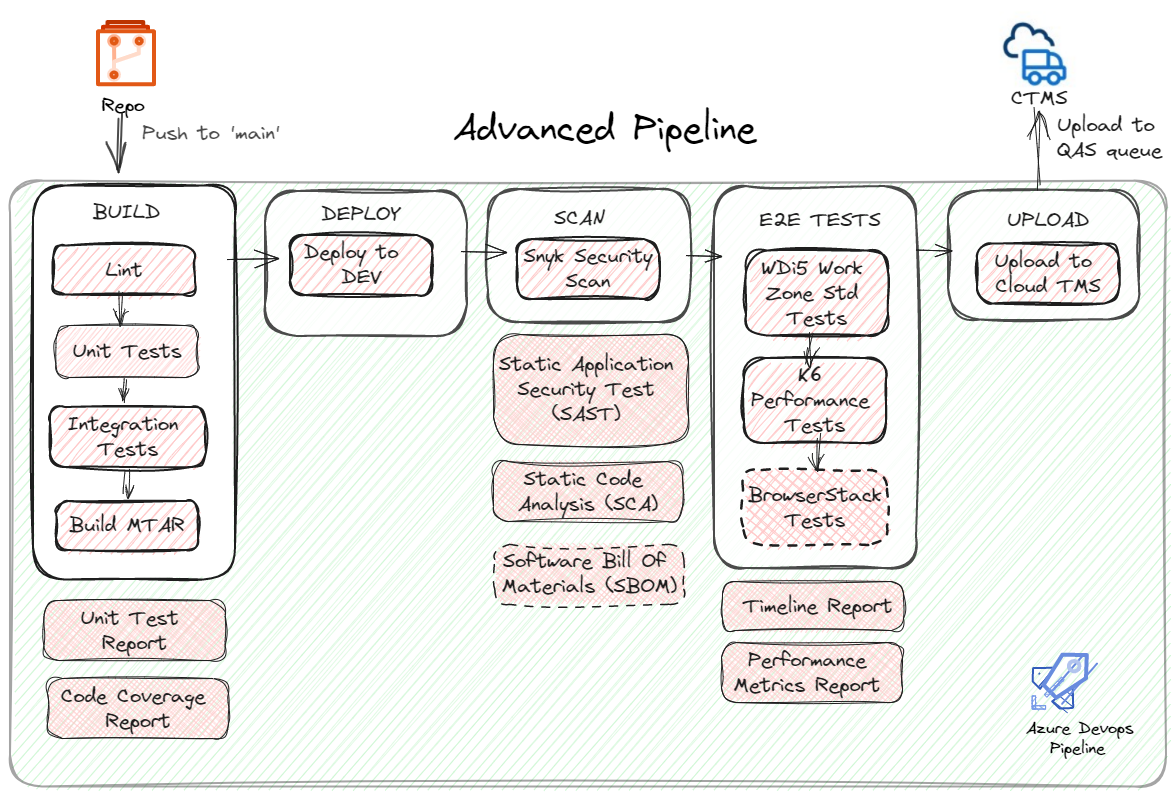 Repo
CTMS
Push to 'main'
Advanced Pipeline
Upload to
QAS queue
BUILD
Lint
Unit Tests
Integration
Tests
Build MTAR
Unit Test
Report
Code Coverage
Report
DEPLOY
Deploy to
DEV
SCAN
Snyk Security
Scan
Static Application
Security Test
(SAST)
Static Code
Analysis (SCA)
Software Bill Of
Materials (SBOM)
E2E TESTS
WDi5 Work
Zone Std
Tests
K6
Performance
Tests
BrowserStack
Tests
Timeline Report
Performance
Metrics Report
UPLOAD
Upload to
Cloud TMS
Azure Devops
Pipeline